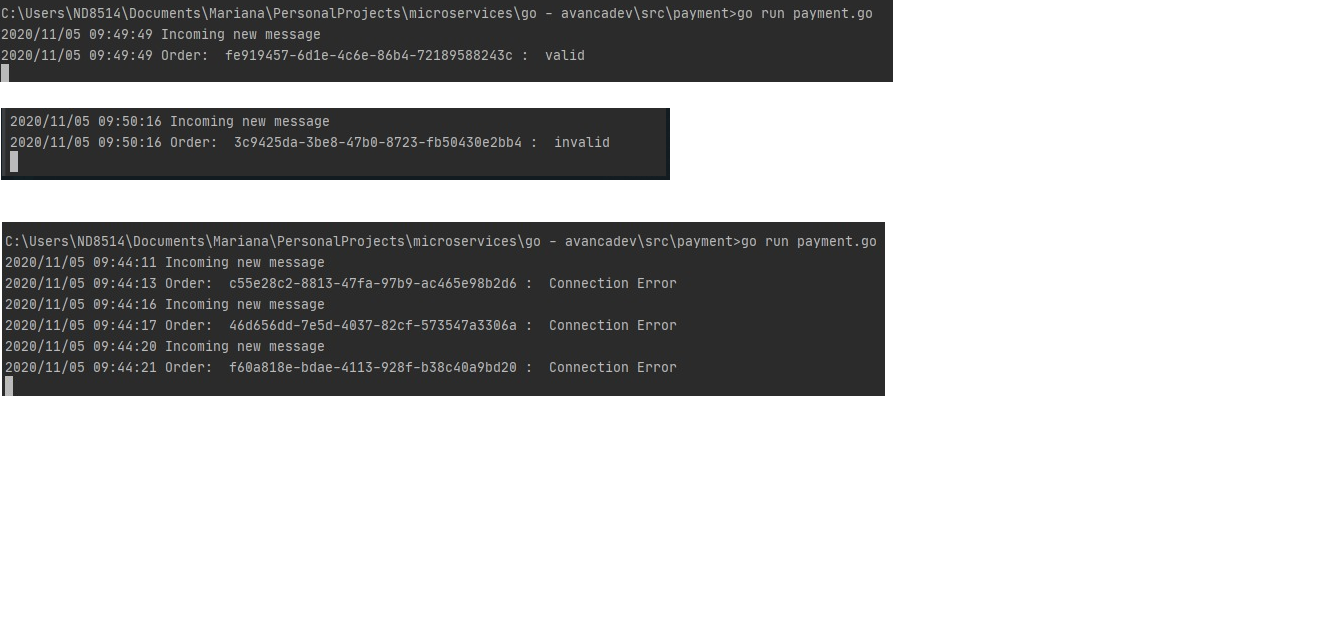 C:\Users\ND8514\Documents\Mariana\PersonalProjects\microservices\go - avancadev\src\payment>go run payment.go
2020/11/05 09:49:49 Incoming new message
2020/11/05 09:49:49 Order:  fe919457-6d1e-4c6e-86b4-72189588243c :  valid
2020/11/05 09:50:16 Incoming new message
2020/11/05 09:50:16 Order:  3c9425da-3be8-47b0-8723-fb50430e2bb4 :  invalid
C:\Users\ND8514\Documents\Mariana\PersonalProjects\microservices\go - avancadev\src\payment>go run payment.go
2020/11/05 09:44:11 Incoming new message
2020/11/05 09:44:13 Order:  c55e28c2-8813-47fa-97b9-ac465e98b2d6 :  Connection Error
2020/11/05 09:44:16 Incoming new message
2020/11/05 09:44:17 Order:  46d656dd-7e5d-4037-82cf-573547a3306a :  Connection Error
2020/11/05 09:44:20 Incoming new message
2020/11/05 09:44:21 Order:  f60a818e-bdae-4113-928f-b38c40a9bd20 :  Connection Error